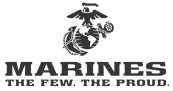 MARINES
THE FEW. THE PROUD.